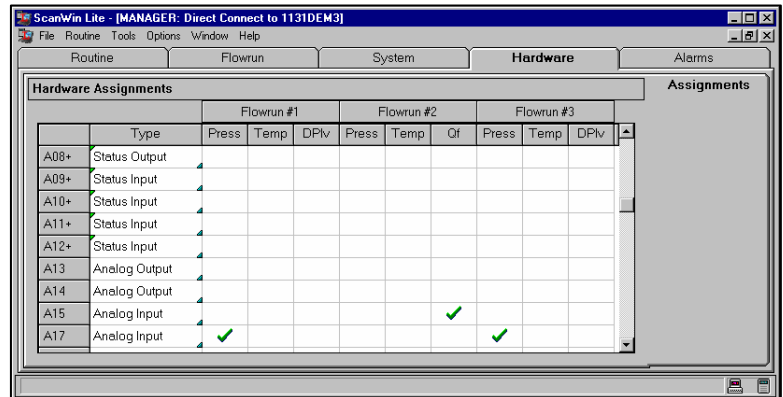 ScanWin Lite - [MANAGER: Direct Connect to 1131DEM3]
File Routine Tools Options Window Help
Routine Flowrun System Hardware Alarms
Hardware Assignments Assignments
Flowrun #1 Flowrun #2 Flowrun #3
Type Press Temp DPlv Press Temp Qf Press Temp DPlv
A08+ Status Output
A09+ Status Input
A10+ Status Input
A11+ Status Input
A12+ Status Input
A13 Analog Output
A14 Analog Output
A15 Analog Input
A17 Analog Input